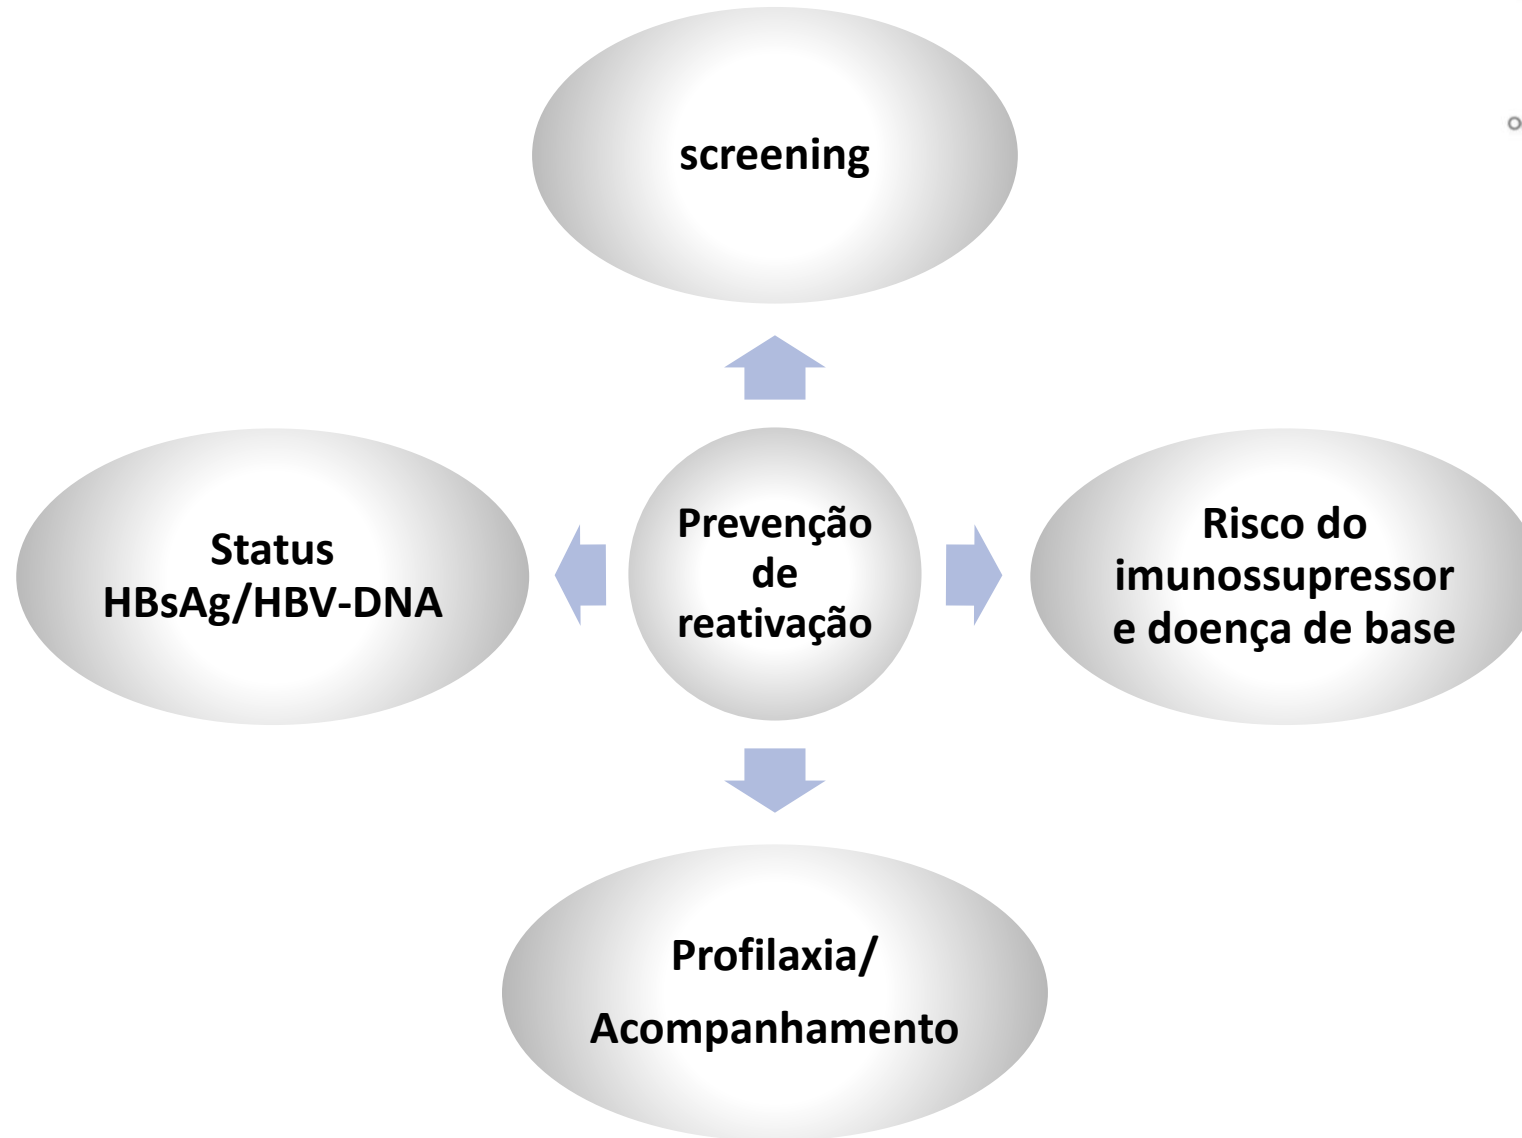 screening
Status
HBsAg/HBV-DNA
Prevenção
de
reativação
Risco do
imunossupressor
e doença de base
Profilaxia/
Acompanhamento